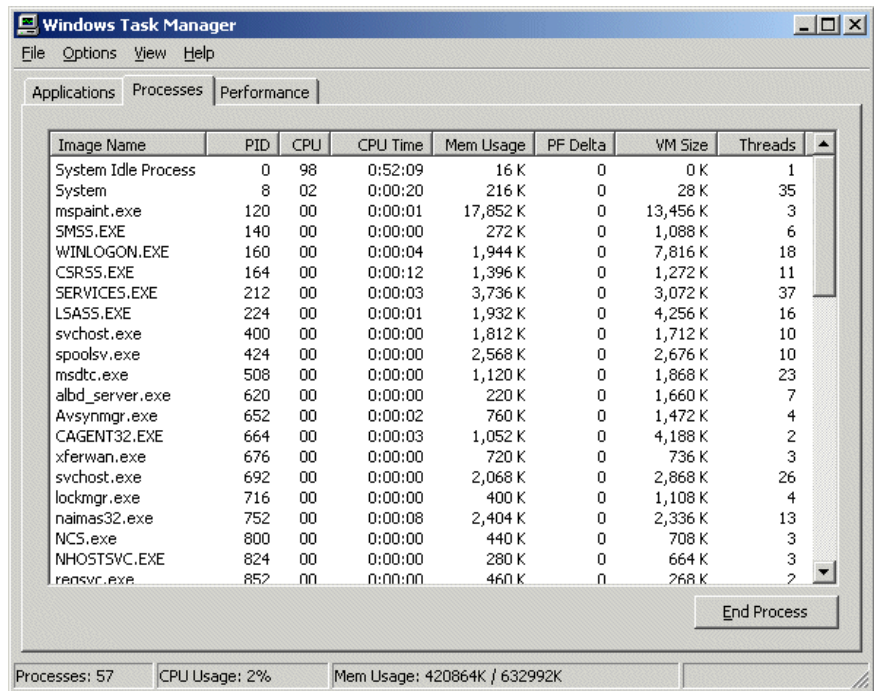 Windows Task Manager
File Options View Help
Applications Processes Performance
Image Name PID CPU CPU Time Mem Usage PF Delta VM Size Threads
System Idle Process 0 98 0:52:09 16 K 0 0 K 1
System 8 02 0:00:20 216 K 0 28 K 35
mspaint.exe 120 00 0:00:01 17,852 K 0 13,456 K 3
SMSS.EXE 140 00 0:00:00 272 K 0 1,088 K 6
WINLOGON.EXE 160 00 0:00:04 1,944 K 0 7,816 K 18
CSRSS.EXE 164 00 0:00:12 1,396 K 0 1,272 K 11
SERVICES.EXE 212 00 0:00:03 3,736 K 0 3,072 K 37
LSASS.EXE 224 00 0:00:01 1,932 K 0 4,256 K 16
svchost.exe 400 00 0:00:00 1,812 K 0 1,712 K 10
spoolsv.exe 424 00 0:00:00 2,568 K 0 2,676 K 10
msdtc.exe 508 00 0:00:00 1,120 K 0 1,868 K 23
albd_server.exe 620 00 0:00:00 220 K 0 1,660 K 7
Avsynmgr.exe 652 00 0:00:02 760 K 0 1,472 K 4
CAGENT32.EXE 664 00 0:00:03 1,052 K 0 4,188 K 2
xferwan.exe 676 00 0:00:00 720 K 0 736 K 3
svchost.exe 692 00 0:00:00 2,068 K 0 2,868 K 26
lockmgr.exe 716 00 0:00:00 400 K 0 1,108 K 4
naimas32.exe 752 00 0:00:08 2,404 K 0 2,336 K 13
NCS.exe 800 00 0:00:00 440 K 0 708 K 3
NHOSTSVC.EXE 824 00 0:00:00 280 K 0 664 K 3
regsvc.exe 852 00 0:00:00 460 K 0 268 K 2
End Process
Processes: 57 CPU Usage: 2% Mem Usage: 420864K / 632992K